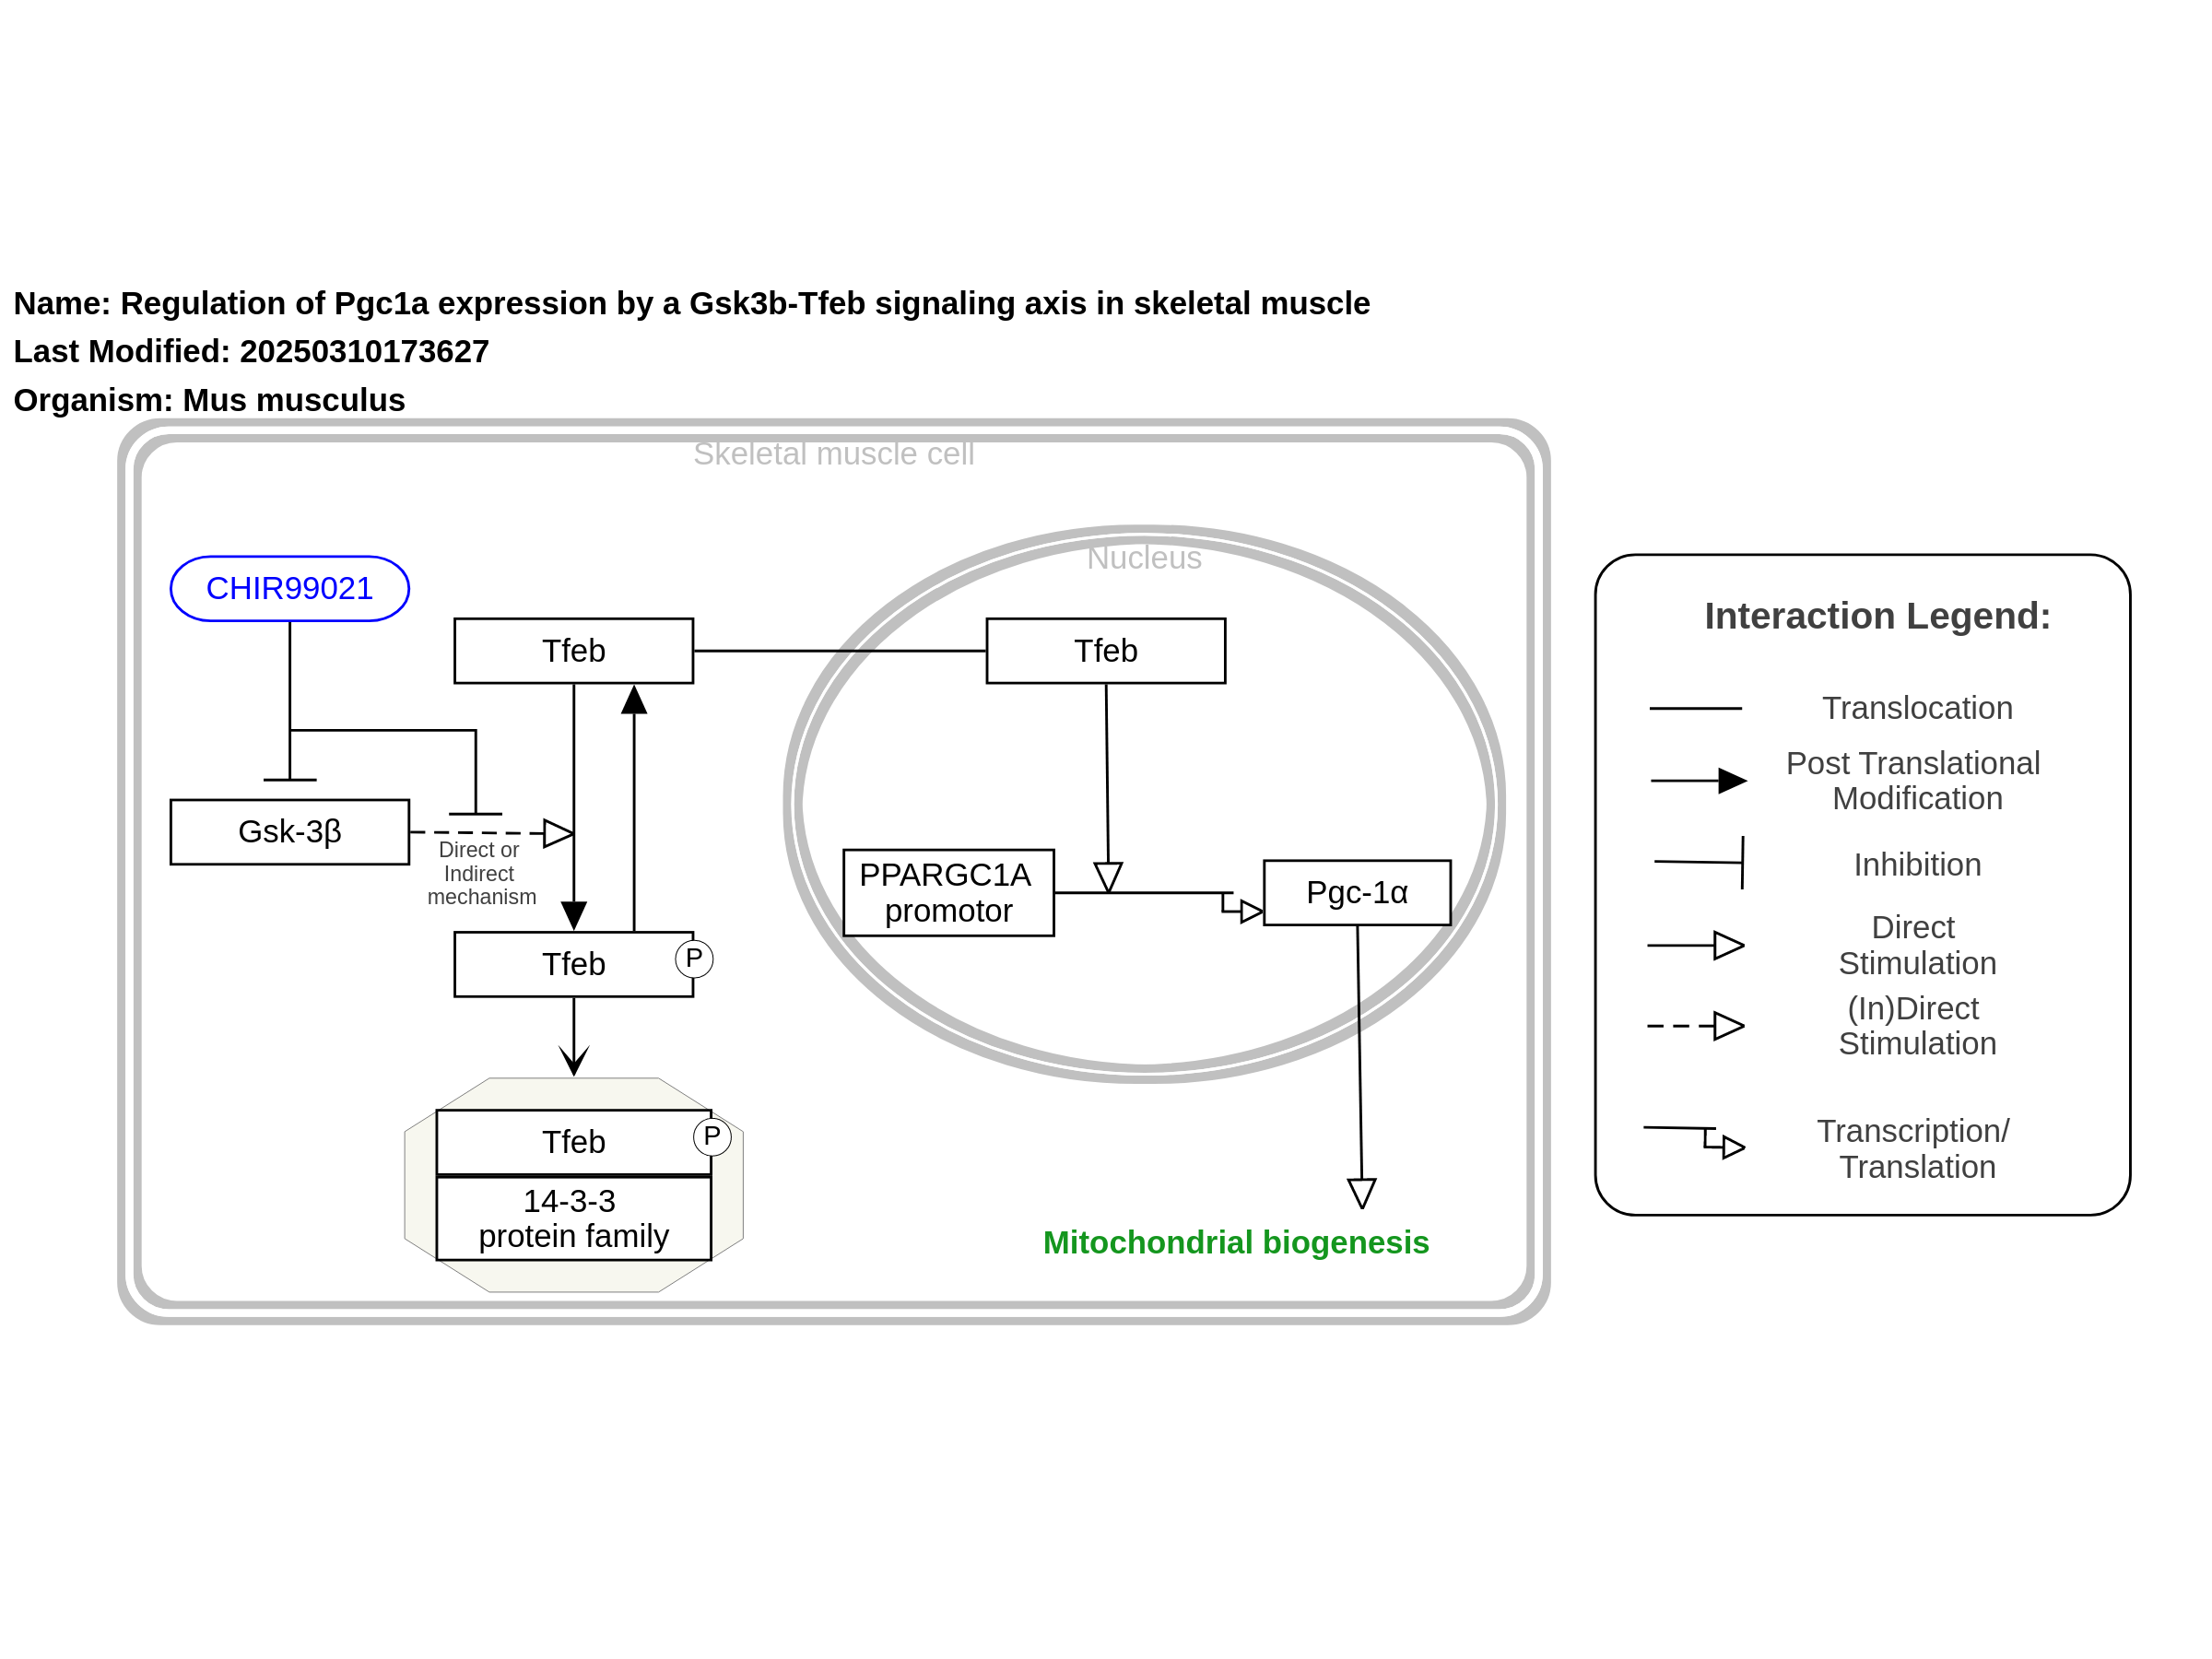 Name: Regulation of Pgc1a expression by a Gsk3b-Tfeb signaling axis in skeletal muscle
Last Modified: 20250310173627
Organism: Mus musculus
Skeletal muscle cell
Nucleus
CHIR99021
Tfeb
Tfeb
Gsk-3β
Direct or
Indirect
mechanism
PPARGC1A
promotor
Pgc-1α
Tfeb
P
Tfeb
P
14-3-3
protein family
Mitochondrial biogenesis
Interaction Legend:
Translocation
Post Translational
Modification
Inhibition
Direct
Stimulation
(In)Direct
Stimulation
Transcription/
Translation